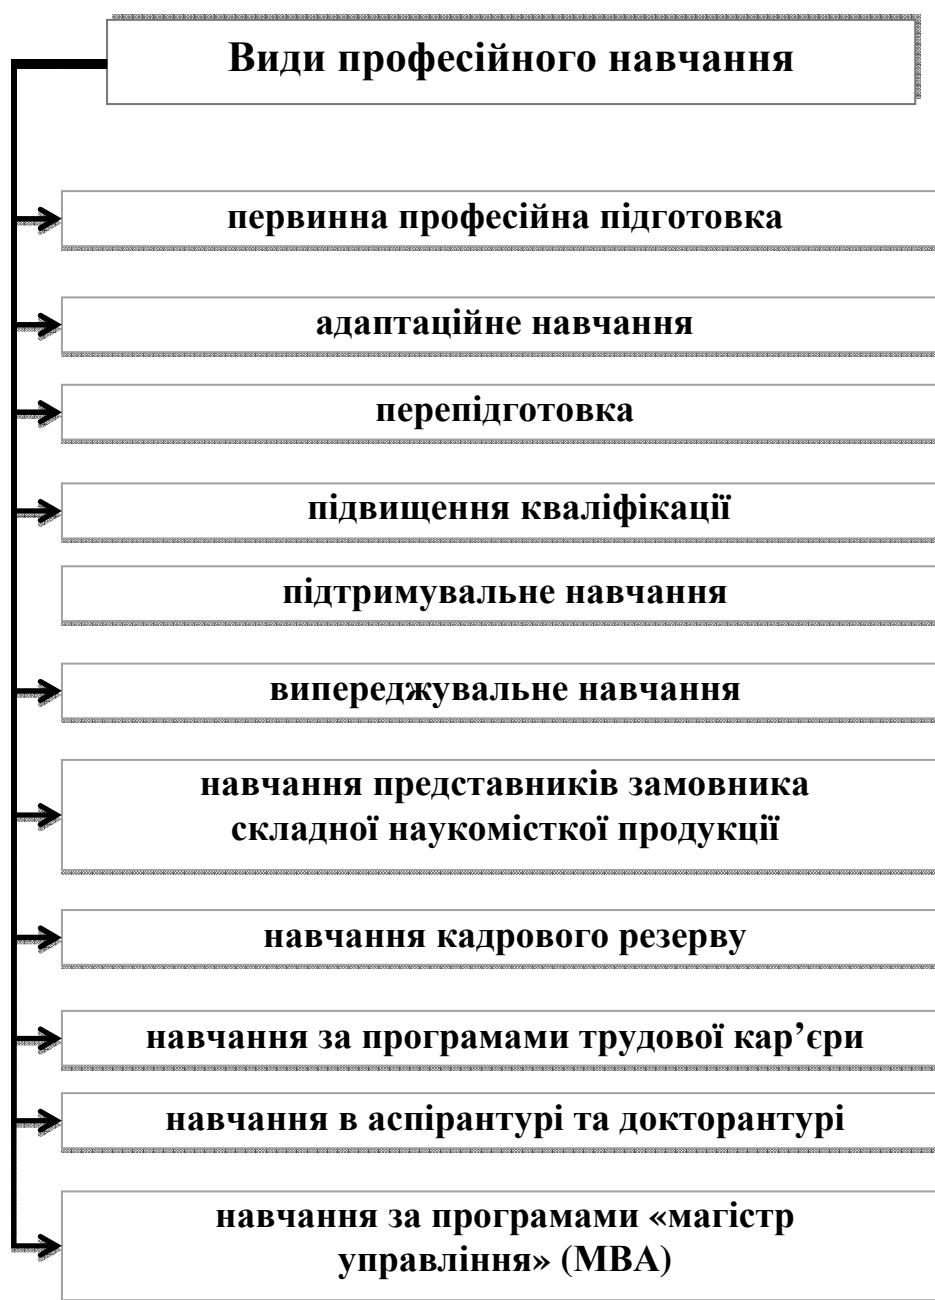 Види професійного навчання
первинна професійна підготовка
адаптаційне навчання
перепідготовка
підвищення кваліфікації
підтримувальне навчання
випереджувальне навчання
навчання представників замовника
складної наукомісткої продукції
навчання кадрового резерву
навчання за програмами трудової кар’єри
навчання в аспірантурі та докторантурі
навчання за програмами «магістр
управління» (МВА)